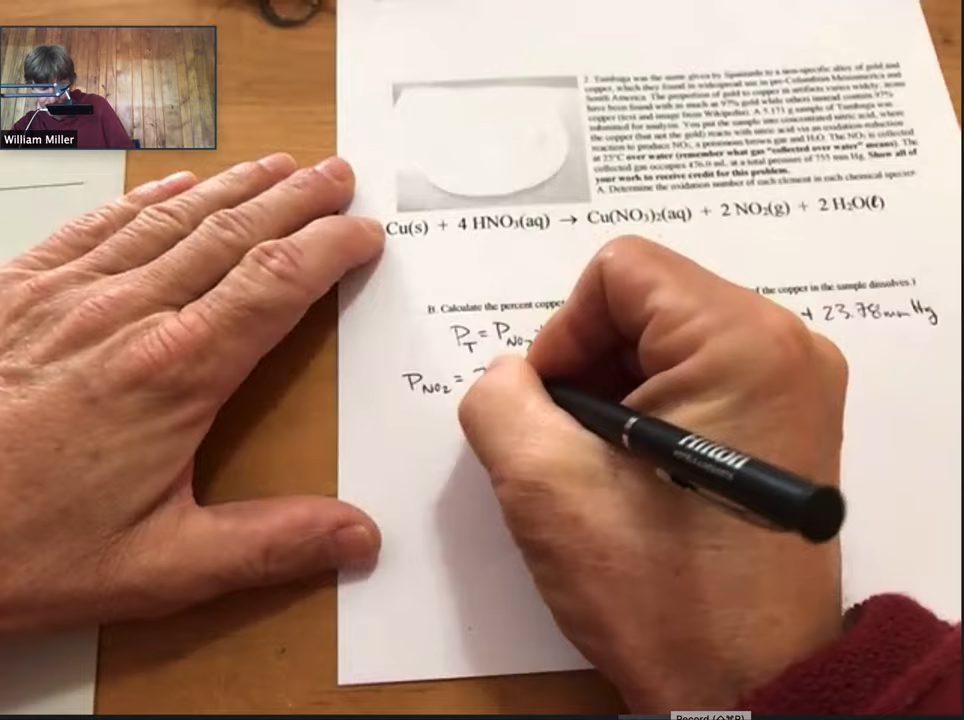 William Miller
2. Tumbaga was the name given by Spaniards to a non-specific alloy of gold and
copper, which they found in widespread use in pre-Columbian Mesoamerica and
South America. The proportion of gold to copper in artifacts varies widely; some
have been found with as much as 97% gold while others instead contain 97%
copper (text and image from Wikipedia). A 5.171 g sample of Tumbaga was
submitted for analysis. You put the sample into concentrated nitric acid, where
the copper (but not the gold) reacts with nitric acid via an oxidation-reduction
reaction to produce NO₂, a poisonous brown gas and H₂O. The NO₂ is collected
at 25°C over water (remember what gas "collected over water" means). The
collected gas occupies 476.0 mL at a total pressure of 755 mm Hg. Show all of
your work to receive credit for this problem.
A. Determine the oxidation number of each element in each chemical species:
Cu(s) + 4 HNO₃(aq) → Cu(NO₃)₂(aq) + 2 NO₂(g) + 2 H₂O(ℓ)
B. Calculate the percent of the copper in the sample dissolves.)
P_T = P_NO₂ + 23.78 mm Hg
P_NO₂ = 7
Hilton
Record (⇧⌘R)